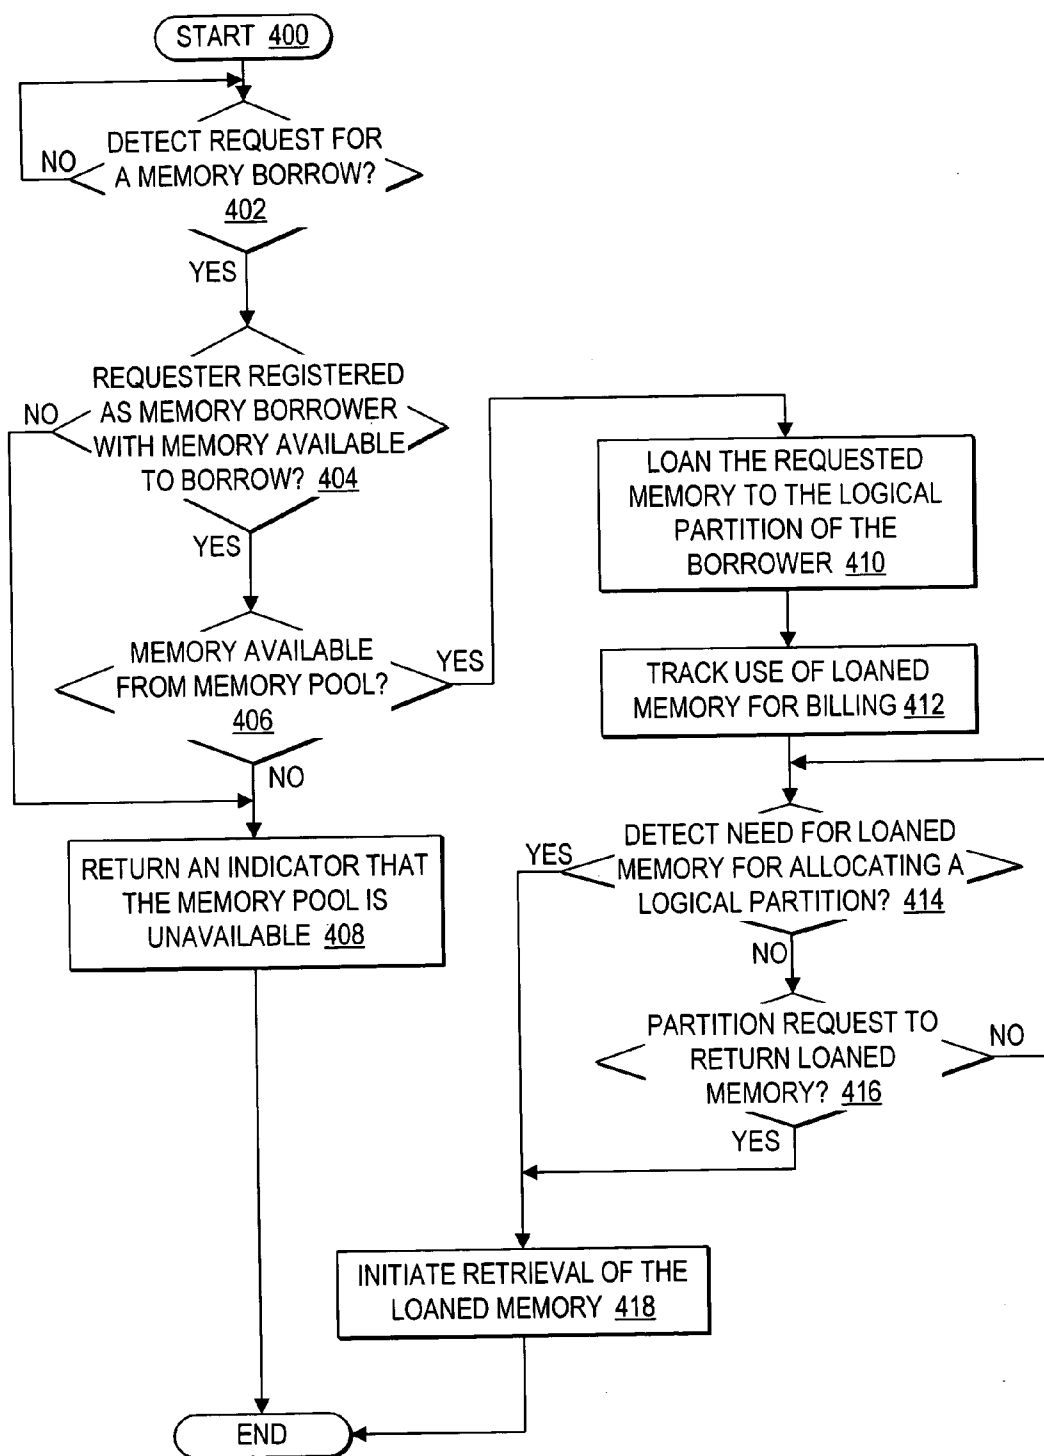 START 400
DETECT REQUEST FOR
A MEMORY BORROW?
402
NO
YES
REQUESTER REGISTERED
AS MEMORY BORROWER
WITH MEMORY AVAILABLE
TO BORROW? 404
NO
YES
MEMORY AVAILABLE
FROM MEMORY POOL?
406
YES
NO
RETURN AN INDICATOR THAT
THE MEMORY POOL IS
UNAVAILABLE 408
LOAN THE REQUESTED
MEMORY TO THE LOGICAL
PARTITION OF THE
BORROWER 410
TRACK USE OF LOANED
MEMORY FOR BILLING 412
DETECT NEED FOR LOANED
MEMORY FOR ALLOCATING A
LOGICAL PARTITION? 414
YES
NO
PARTITION REQUEST TO
RETURN LOANED
MEMORY? 416
NO
YES
INITIATE RETRIEVAL OF THE
LOANED MEMORY 418
END